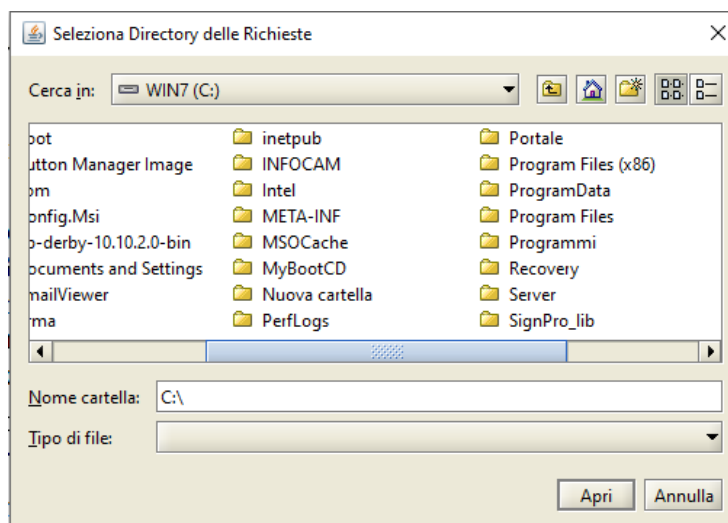 Seleziona Directory delle Richieste
Cerca in: WIN7 (C:)
oot
utton Manager Image
om
onfig.Msi
b-derby-10.10.2.0-bin
ocuments and Settings
mailViewer
rma
inetpub
INFOCAM
Intel
META-INF
MSOCache
MyBootCD
Nuova cartella
PerfLogs
Portale
Program Files (x86)
ProgramData
Program Files
Programmi
Recovery
Server
SignPro_lib
Nome cartella: C:\
Tipo di file:
Apri Annulla